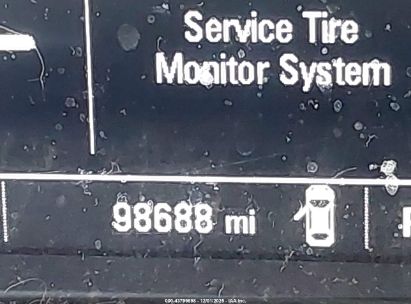 Service Tire
Monitor System
98688 mi